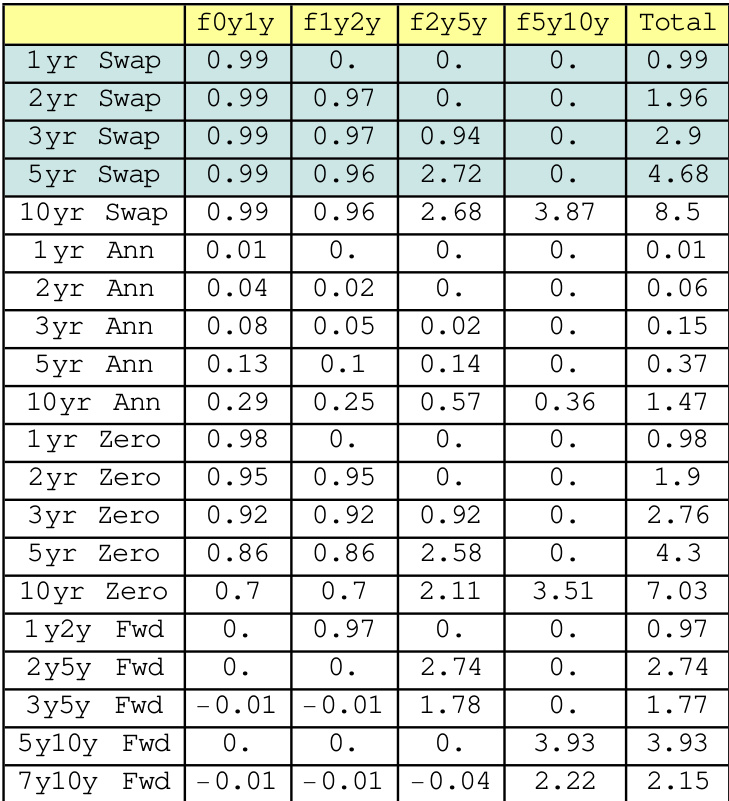 f0y1y f1y2y f2y5y f5y10y Total
1yr Swap 0.99 0. 0. 0. 0.99
2yr Swap 0.99 0.97 0. 0. 1.96
3yr Swap 0.99 0.97 0.94 0. 2.9
5yr Swap 0.99 0.96 2.72 0. 4.68
10yr Swap 0.99 0.96 2.68 3.87 8.5
1yr Ann 0.01 0. 0. 0. 0.01
2yr Ann 0.04 0.02 0. 0. 0.06
3yr Ann 0.08 0.05 0.02 0. 0.15
5yr Ann 0.13 0.1 0.14 0. 0.37
10yr Ann 0.29 0.25 0.57 0.36 1.47
1yr Zero 0.98 0. 0. 0. 0.98
2yr Zero 0.95 0.95 0. 0. 1.9
3yr Zero 0.92 0.92 0.92 0. 2.76
5yr Zero 0.86 0.86 2.58 0. 4.3
10yr Zero 0.7 0.7 2.11 3.51 7.03
1y2y Fwd 0. 0.97 0. 0. 0.97
2y5y Fwd 0. 0. 2.74 0. 2.74
3y5y Fwd -0.01 -0.01 1.78 0. 1.77
5y10y Fwd 0. 0. 0. 3.93 3.93
7y10y Fwd -0.01 -0.01 -0.04 2.22 2.15